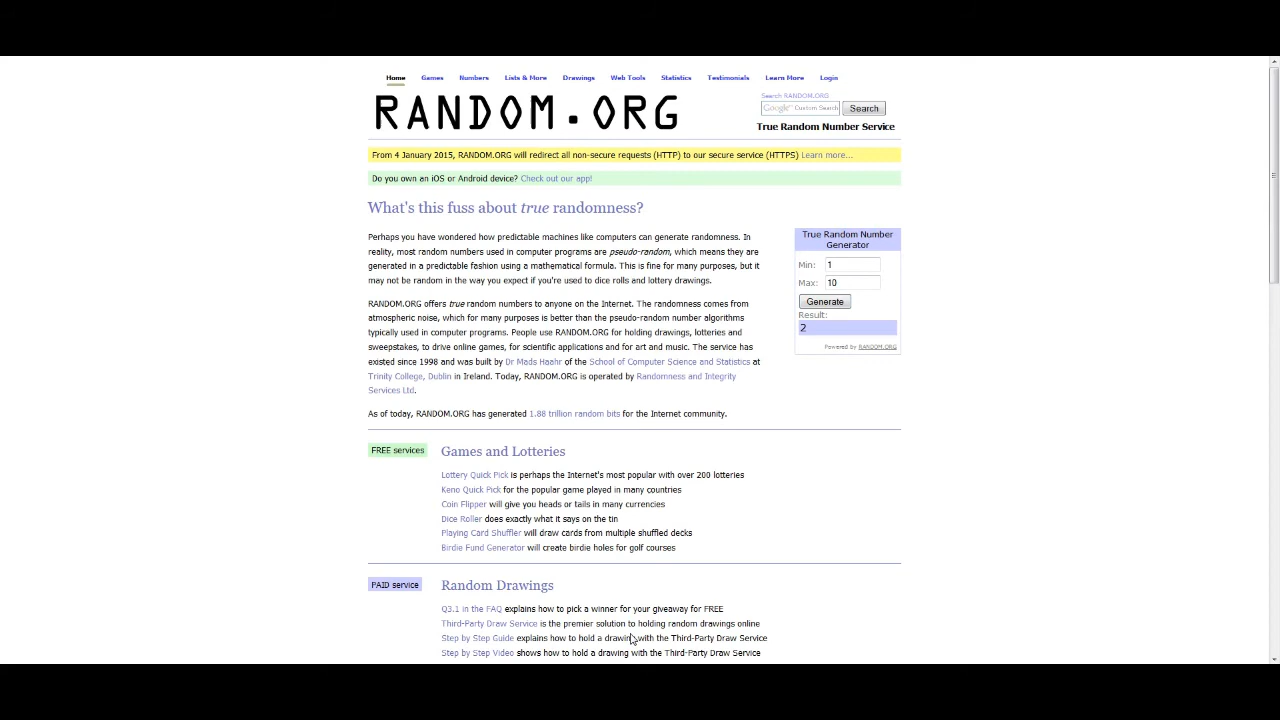 Home Games Numbers Lists & More Drawings Web Tools Statistics Testimonials Learn More Login
RANDOM.ORG
Search RANDOM.ORG
Google™ Custom Search Search
True Random Number Service
From 4 January 2015, RANDOM.ORG will redirect all non-secure requests (HTTP) to our secure service (HTTPS) Learn more...
Do you own an iOS or Android device? Check out our app!
What's this fuss about true randomness?
Perhaps you have wondered how predictable machines like computers can generate randomness. In
reality, most random numbers used in computer programs are pseudo-random, which means they are
generated in a predictable fashion using a mathematical formula. This is fine for many purposes, but it
may not be random in the way you expect if you're used to dice rolls and lottery drawings.
RANDOM.ORG offers true random numbers to anyone on the Internet. The randomness comes from
atmospheric noise, which for many purposes is better than the pseudo-random number algorithms
typically used in computer programs. People use RANDOM.ORG for holding drawings, lotteries and
sweepstakes, to drive online games, for scientific applications and for art and music. The service has
existed since 1998 and was built by Dr Mads Haahr of the School of Computer Science and Statistics at
Trinity College, Dublin in Ireland. Today, RANDOM.ORG is operated by Randomness and Integrity
Services Ltd.
As of today, RANDOM.ORG has generated 1.88 trillion random bits for the Internet community.
True Random Number
Generator
Min: 1
Max: 10
Generate
Result:
2
Powered by RANDOM.ORG
FREE services
Games and Lotteries
Lottery Quick Pick is perhaps the Internet's most popular with over 200 lotteries
Keno Quick Pick for the popular game played in many countries
Coin Flipper will give you heads or tails in many currencies
Dice Roller does exactly what it says on the tin
Playing Card Shuffler will draw cards from multiple shuffled decks
Birdie Fund Generator will create birdie holes for golf courses
PAID service
Random Drawings
Q3.1 in the FAQ explains how to pick a winner for your giveaway for FREE
Third-Party Draw Service is the premier solution to holding random drawings online
Step by Step Guide explains how to hold a drawing with the Third-Party Draw Service
Step by Step Video shows how to hold a drawing with the Third-Party Draw Service